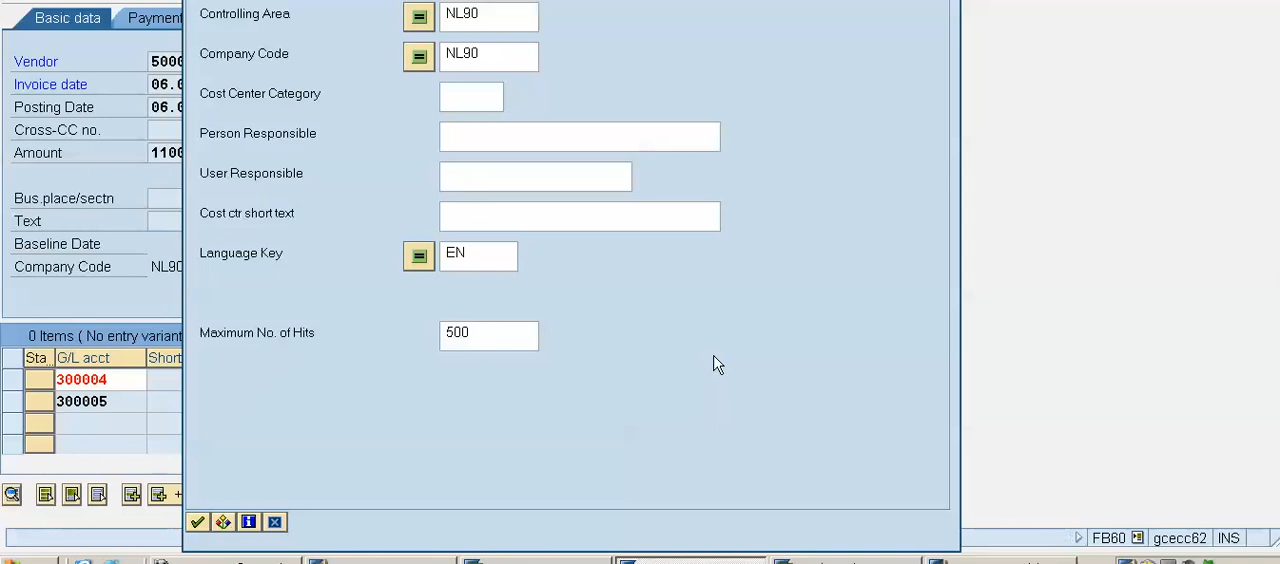 Basic data Payment
Controlling Area NL90
Company Code NL90
Vendor 5000
Cost Center Category
Invoice date 06.0
Posting Date 06.0
Cross-CC no.
Person Responsible
Amount 1100
User Responsible
Bus.place/sectn
Cost ctr short text
Text
Baseline Date
Language Key EN
Company Code NL90
0 Items ( No entry variant
Maximum No. of Hits 500
Sta... G/L acct Short
300004
300005
FB60 gcecc62 INS